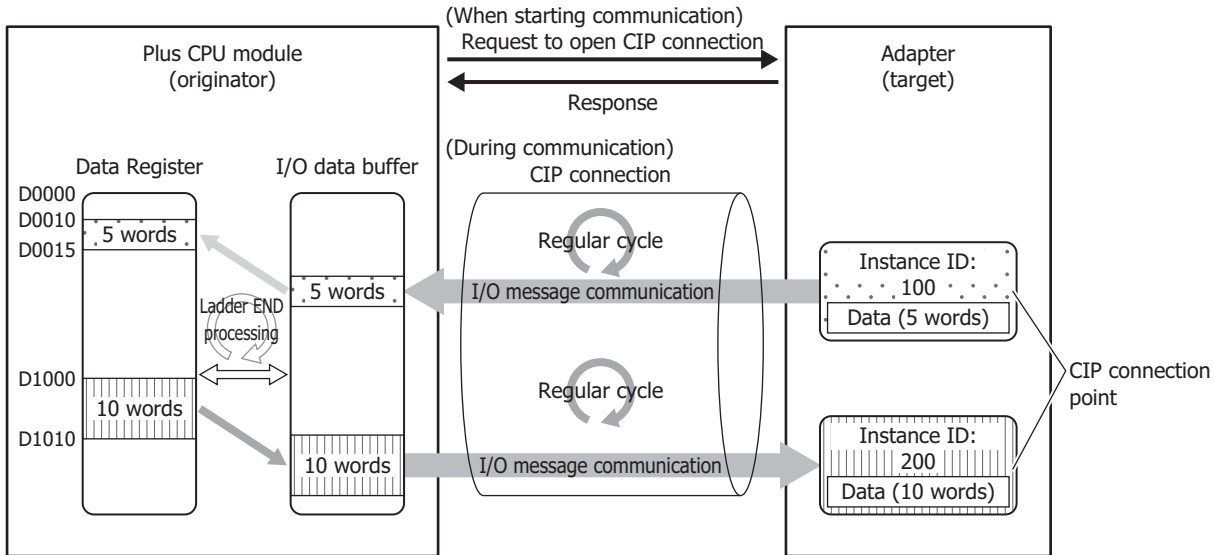 (When starting communication)
Request to open CIP connection
Plus CPU module
(originator)
Adapter
(target)
Response
(During communication)
CIP connection
Data Register
I/O data buffer
D0000
D0010
5 words
D0015
Regular cycle
Instance ID:
100
5 words
I/O message communication
Data (5 words)
Ladder END
processing
D1000
CIP connection
point
Regular cycle
10 words
D1010
Instance ID:
200
10 words
I/O message communication
Data (10 words)